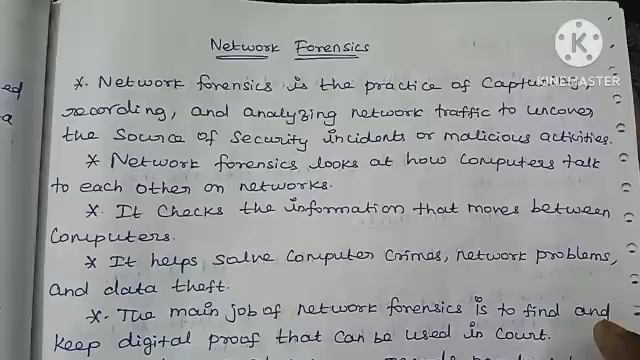 Network Forensics
*. Network forensics is the practice of
recording, and analyzing network traffic to uncover
the source of security incidents or malicious activities.
* Network forensics looks at how computers talk
to each other on networks.
*. It checks the information that moves between
computers.
* It helps solve computer crimes, network problems,
and data theft.
*. The main job of network forensics is to find and
keep digital proof that can be used in court.